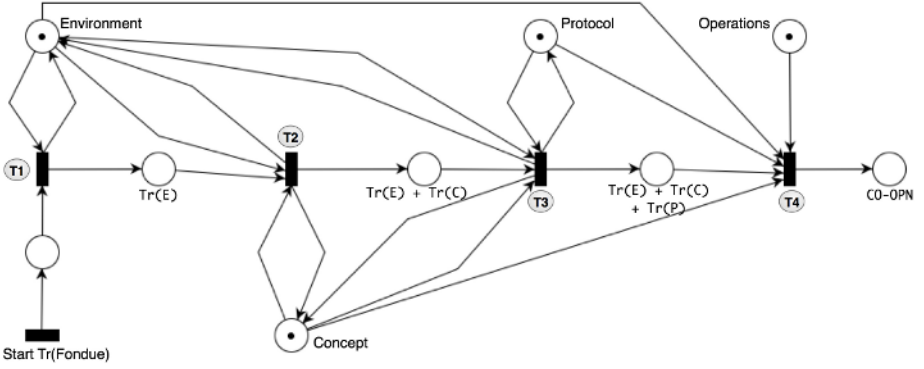 Environment
Protocol
Operations
T1
T2
Tr(E)
Tr(E) + Tr(C)
T3
Tr(E) + Tr(C)
+ Tr(P)
T4
CO-OPN
Concept
Start Tr(Fondue)